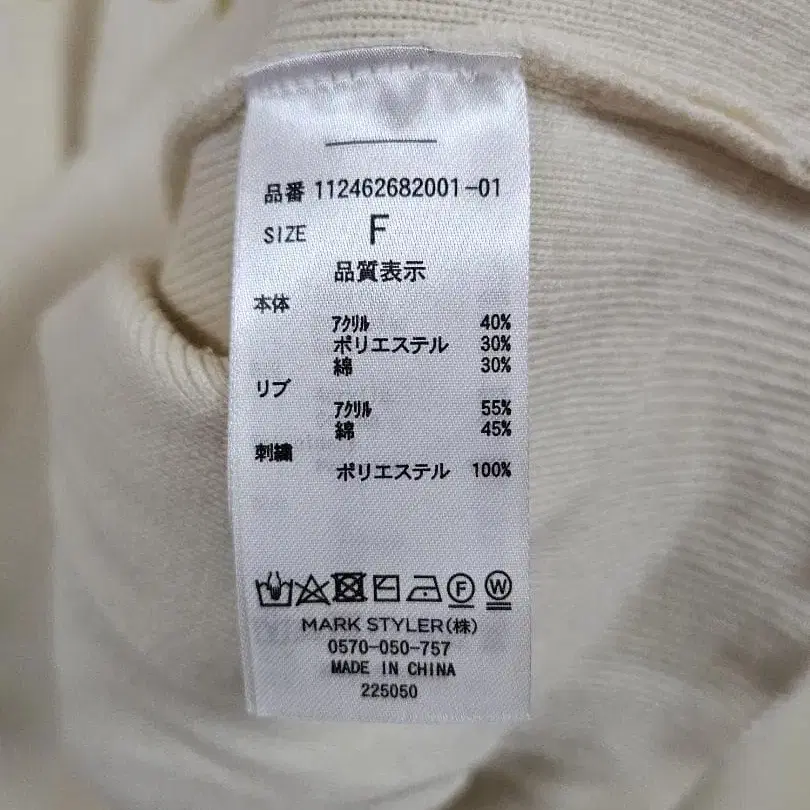 品番 112462682001-01
SIZE F
品質表示
本体
アクリル 40%
ポリエステル 30%
綿 30%
リブ
アクリル 55%
綿 45%
刺繍
ポリエステル 100%
F W
MARK STYLER(株)
0570-050-757
MADE IN CHINA
225050